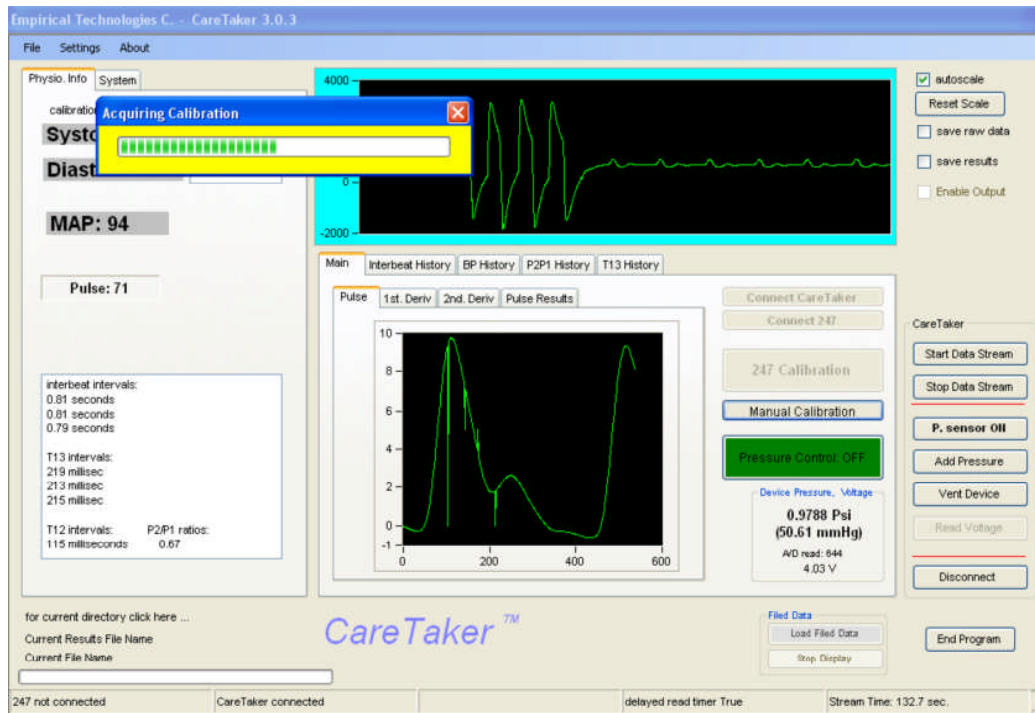 Empirical Technologies C. - CareTaker 3.0.3
File Settings About
Physio. Info System
calibration
Acquiring Calibration
Systo
Diast
MAP: 94
Pulse: 71
interbeat intervals:
0.81 seconds
0.81 seconds
0.79 seconds
T13 intervals:
219 millisec
213 millisec
215 millisec
T12 intervals: P2/P1 ratios:
115 milliseconds 0.67
4000
0
-2000
Main Interbeat History BP History P2P1 History T13 History
Pulse 1st. Deriv 2nd. Deriv Pulse Results
10
8
6
4
2
0
-1
0 200 400 600
Connect CareTaker
Connect 247
247 Calibration
Manual Calibration
Pressure Control: OFF
Device Pressure, Voltage
0.9788 Psi
(50.61 mmHg)
A/D read: 644
4.03 V
autoscale
Reset Scale
save raw data
save results
Enable Output
CareTaker
Start Data Stream
Stop Data Stream
P. sensor ON
Add Pressure
Vent Device
Read Voltage
Disconnect
for current directory click here ...
Current Results File Name
Current File Name
CareTaker ™
Filed Data
Load Filed Data
Stop Display
End Program
247 not connected CareTaker connected delayed read timer True Stream Time: 132.7 sec.